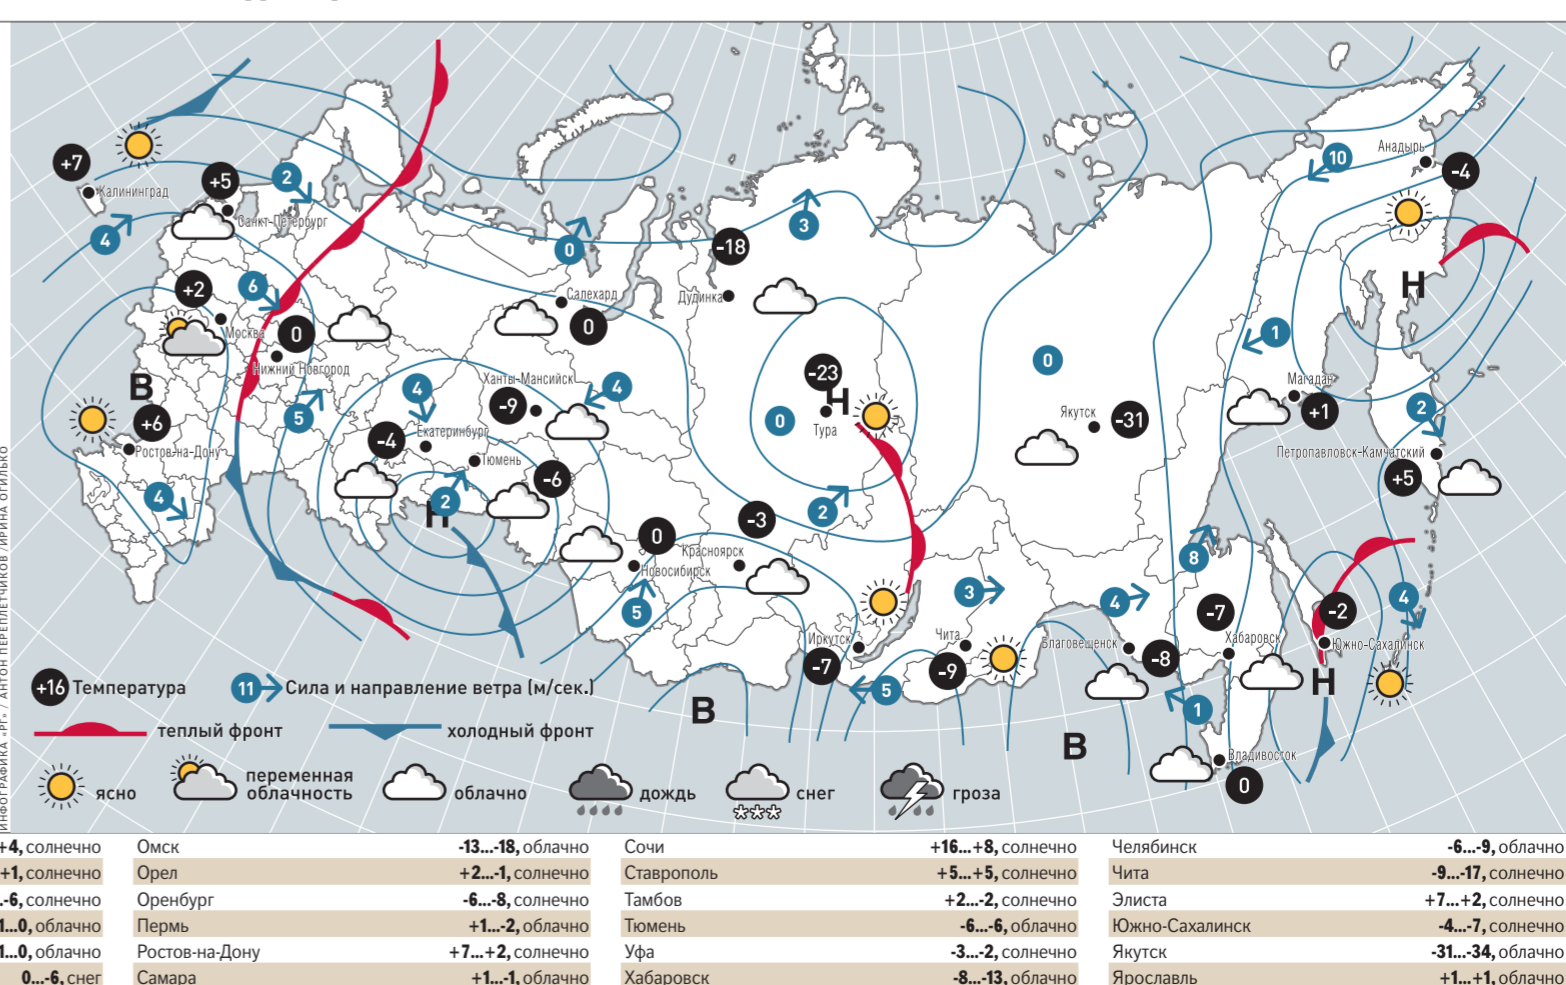 10
Анадырь
-4
+7
Калининград
+5
2
Санкт-Петербург
4
0
3
-18
Дудинка
+2
6
Москва
0
Нижний Новгород
Салехард
0
Н
1
0
В
+6
Ростов-на-Дону
5
4
Ханты-Мансийск
-9
4
-23
Н
0
Тура
Якутск
-31
Магадан
+1
2
Петропавловск-Камчатский
+5
-4
Екатеринбург
Тюмень
-6
2
Н
4
2
-3
0
Красноярск
Новосибирск
5
8
3
4
4
-7
-2
Иркутск
-7
Чита
-9
Благовещенск
-8
Хабаровск
Южно-Сахалинск
Н
5
В
1
В
Владивосток
0
ИНФОГРАФИКА «РГ» / АНТОН ПЕРЕПЛЕТЧИКОВ / ИРИНА ОГИЛЬКО
+16 Температура
11 Сила и направление ветра (м/сек.)
теплый фронт
холодный фронт
ясно
переменная
облачность
облачно
дождь
снег
гроза
+4, солнечно
+1, солнечно
-6, солнечно
1...0, облачно
1...0, облачно
0...-6, снег
Омск -13...-18, облачно
Орел +2...-1, солнечно
Оренбург -6...-8, солнечно
Пермь +1...-2, облачно
Ростов-на-Дону +7...+2, солнечно
Самара +1...-1, облачно
Сочи +16...+8, солнечно
Ставрополь +5...+5, солнечно
Тамбов +2...-2, солнечно
Тюмень -6...-6, облачно
Уфа -3...-2, солнечно
Хабаровск -8...-13, облачно
Челябинск -6...-9, облачно
Чита -9...-17, солнечно
Элиста +7...+2, солнечно
Южно-Сахалинск -4...-7, солнечно
Якутск -31...-34, облачно
Ярославль +1...+1, облачно